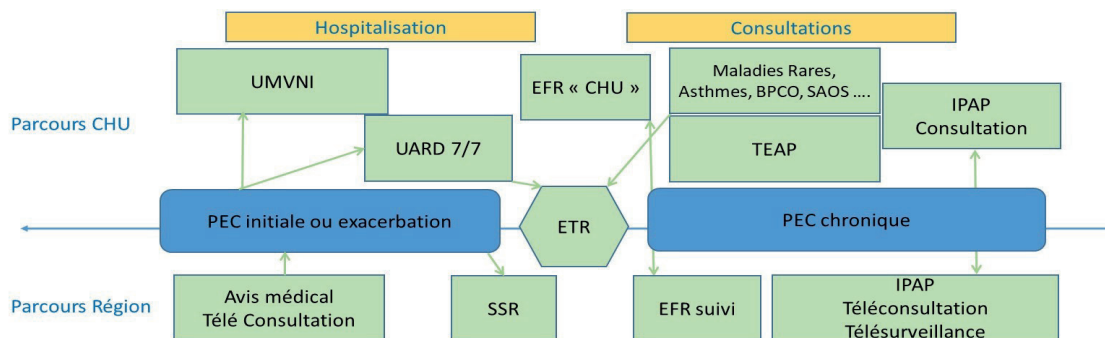 Hospitalisation
Consultations
UMVNI
EFR « CHU »
Maladies Rares,
Asthmes, BPCO, SAOS ....
IPAP
Consultation
Parcours CHU
UARD 7/7
TEAP
PEC initiale ou exacerbation
ETR
PEC chronique
Parcours Région
Avis médical
Télé Consultation
SSR
EFR suivi
IPAP
Téléconsultation
Télésurveillance